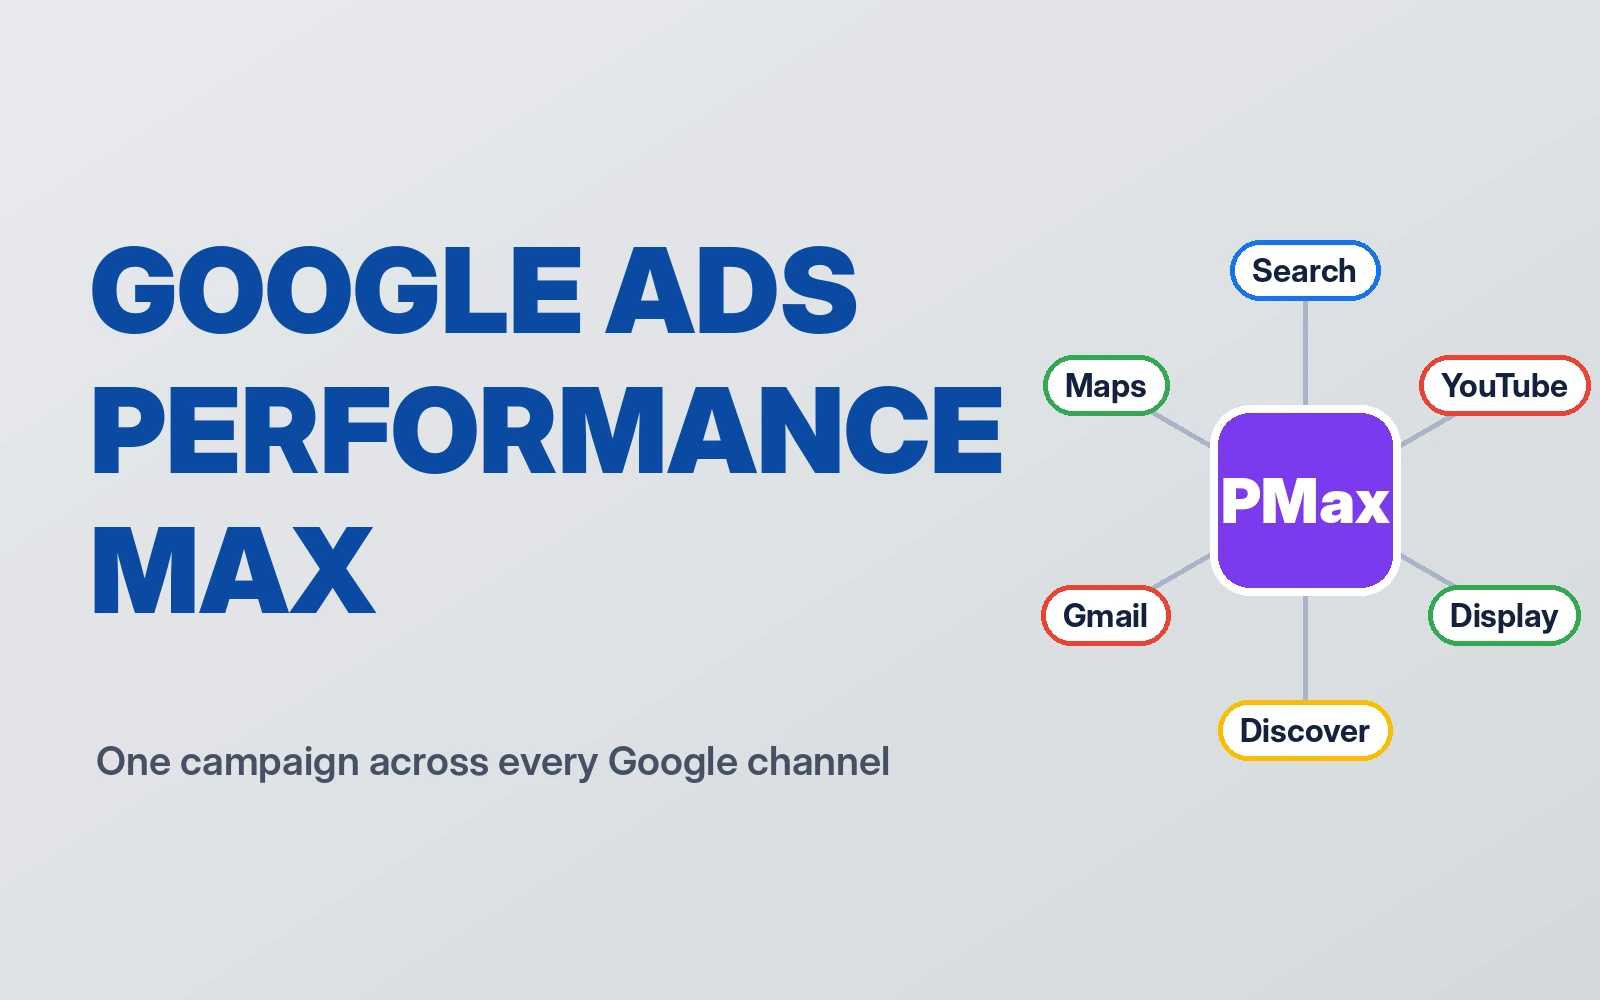 GOOGLE ADS
PERFORMANCE
MAX
One campaign across every Google channel
Search
Maps
YouTube
PMax
Gmail
Display
Discover